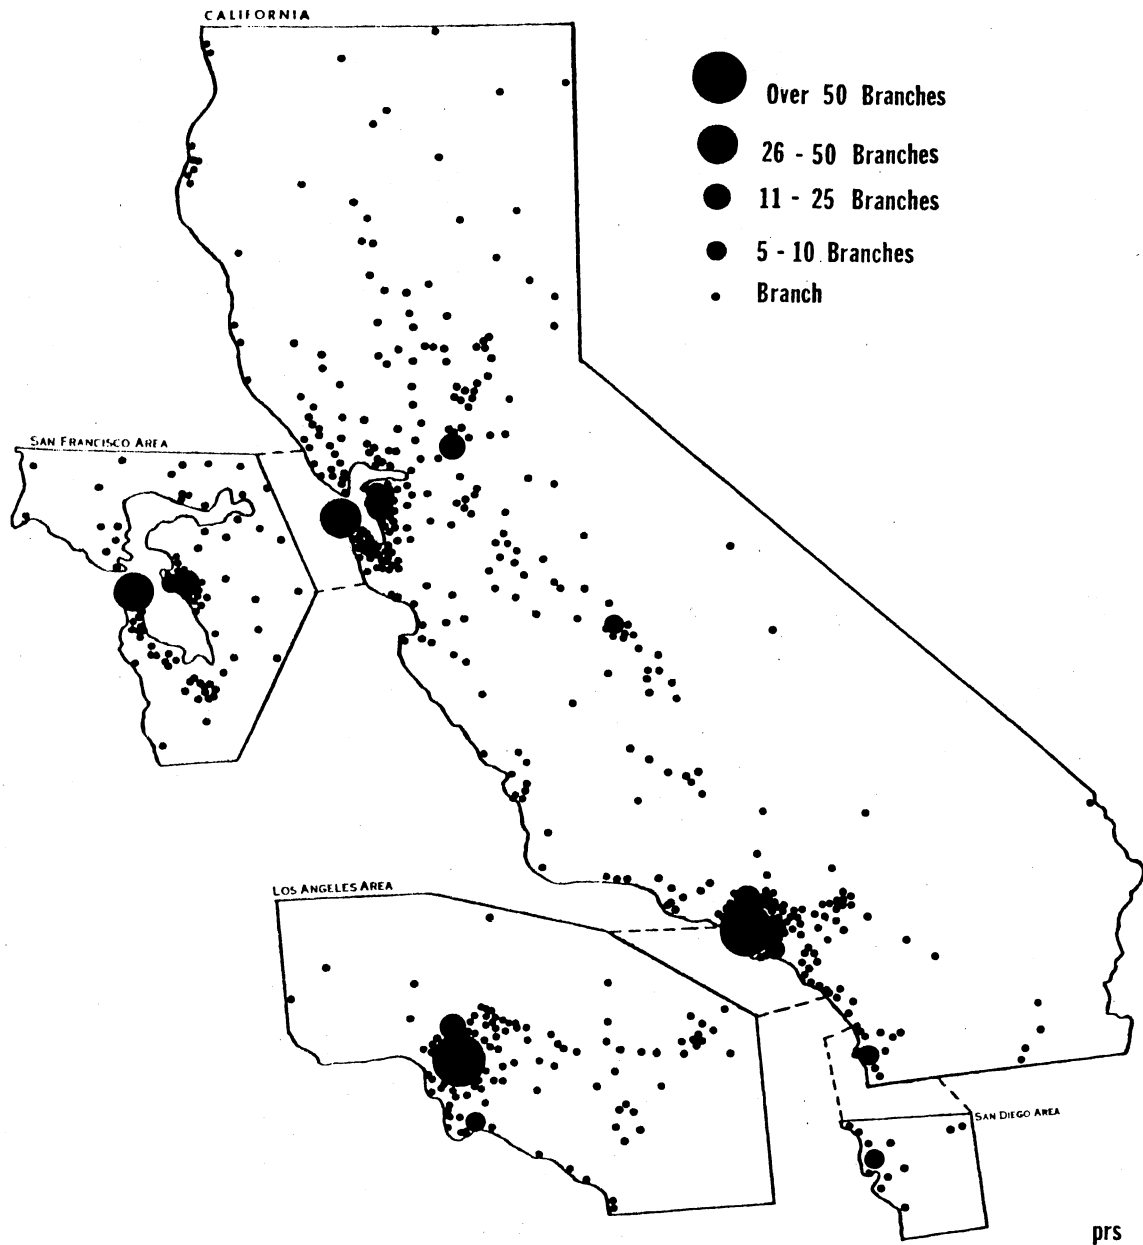 CALIFORNIA
Over 50 Branches
26 - 50 Branches
11 - 25 Branches
5 - 10 Branches
Branch
SAN FRANCISCO AREA
LOS ANGELES AREA
SAN DIEGO AREA
prs